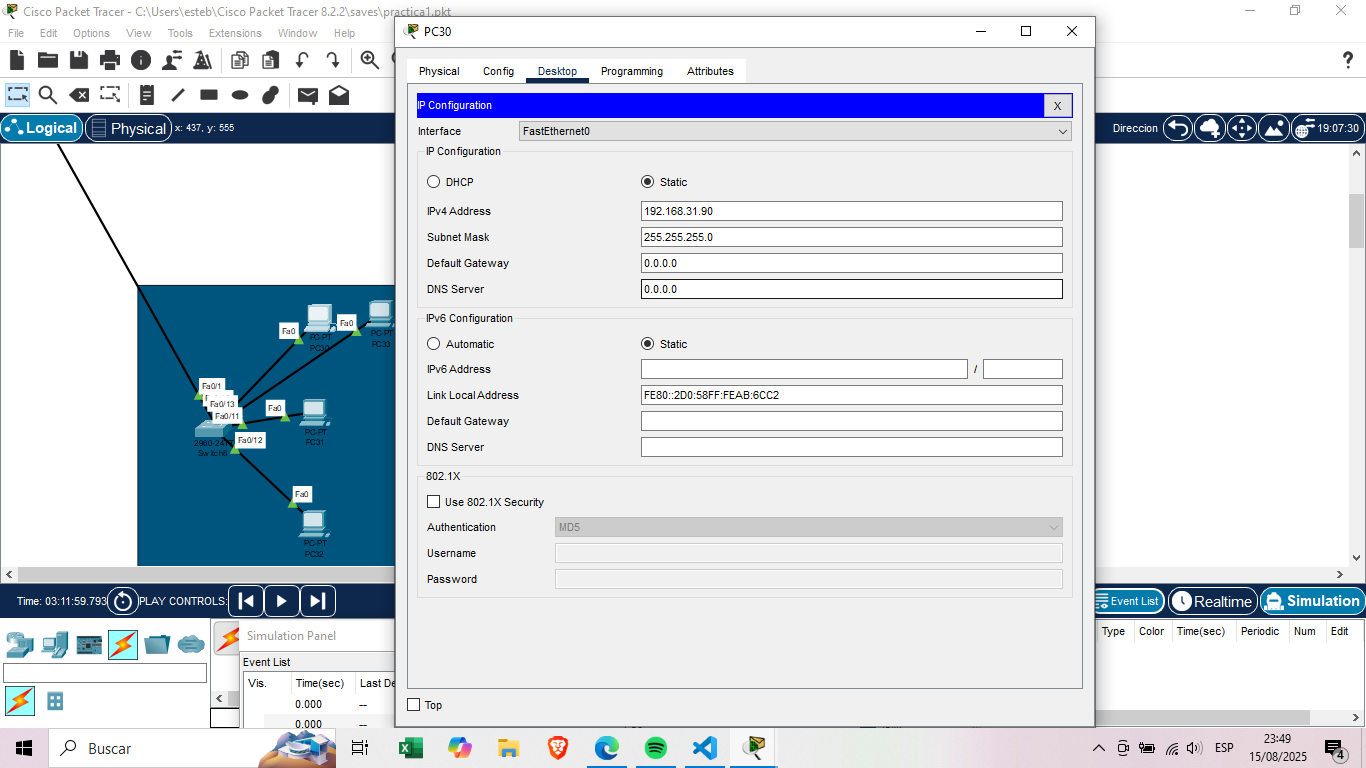 Cisco Packet Tracer - C:\Users\esteb\Cisco Packet Tracer 8.2.2\saves\practica1.pkt
File Edit Options View Tools Extensions Window Help
PC30
Physical Config Desktop Programming Attributes
IP Configuration X
Interface FastEthernet0
IP Configuration
DHCP Static
IPv4 Address 192.168.31.90
Subnet Mask 255.255.255.0
Default Gateway 0.0.0.0
DNS Server 0.0.0.0
IPv6 Configuration
Automatic Static
IPv6 Address /
Link Local Address FE80::2D0:58FF:FEAB:6CC2
Default Gateway
DNS Server
802.1X
Use 802.1X Security
Authentication MD5
Username
Password
Top
Logical Physical x: 437, y: 555
Direccion 19:07:30
Fa0 Fa0
PC-PT PC-PT
PC30 PC33
Fa0/1
Fa0/13
Fa0/11 Fa0
PC-PT
PC31
Fa0/12
Switch6
Fa0
PC-PT
PC32
Time: 03:11:59.793 PLAY CONTROLS:
Event List Realtime Simulation
Simulation Panel
Event List
Vis. Time(sec)
0.000 --
0.000 --
Type Color Time(sec) Periodic Num Edit
Buscar
ESP
23:49
15/08/2025
4